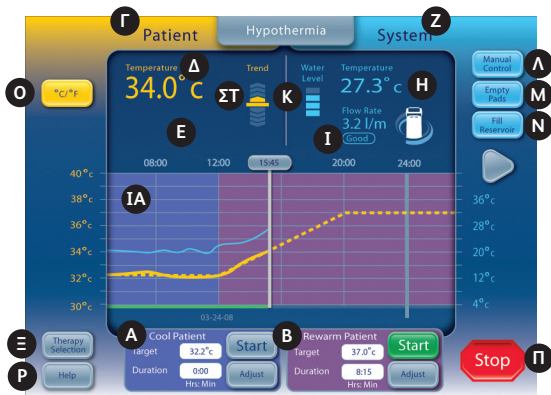 Γ
Z
Patient
Hypothermia
System
Temperature
Δ
34.0°c
Trend
ΣΤ
K
Water
Level
Temperature
27.3°c
H
Flow Rate
3.2 l/m
Good
I
E
O
°C/°F
Manual
Control
Λ
Empty
Pads
M
Fill
Reservoir
N
08:00
12:00
15:45
20:00
24:00
IA
40°c
38°c
36°c
34°c
32°c
30°c
36°c
28°c
20°c
12°c
4°c
03-24-08
Ξ
Therapy
Selection
P
Help
A
Cool Patient
Target
32.2°c
Start
Duration
0:00
Hrs: Min
Adjust
B
Rewarm Patient
Target
37.0°c
Start
Duration
8:15
Hrs: Min
Adjust
Stop
Π